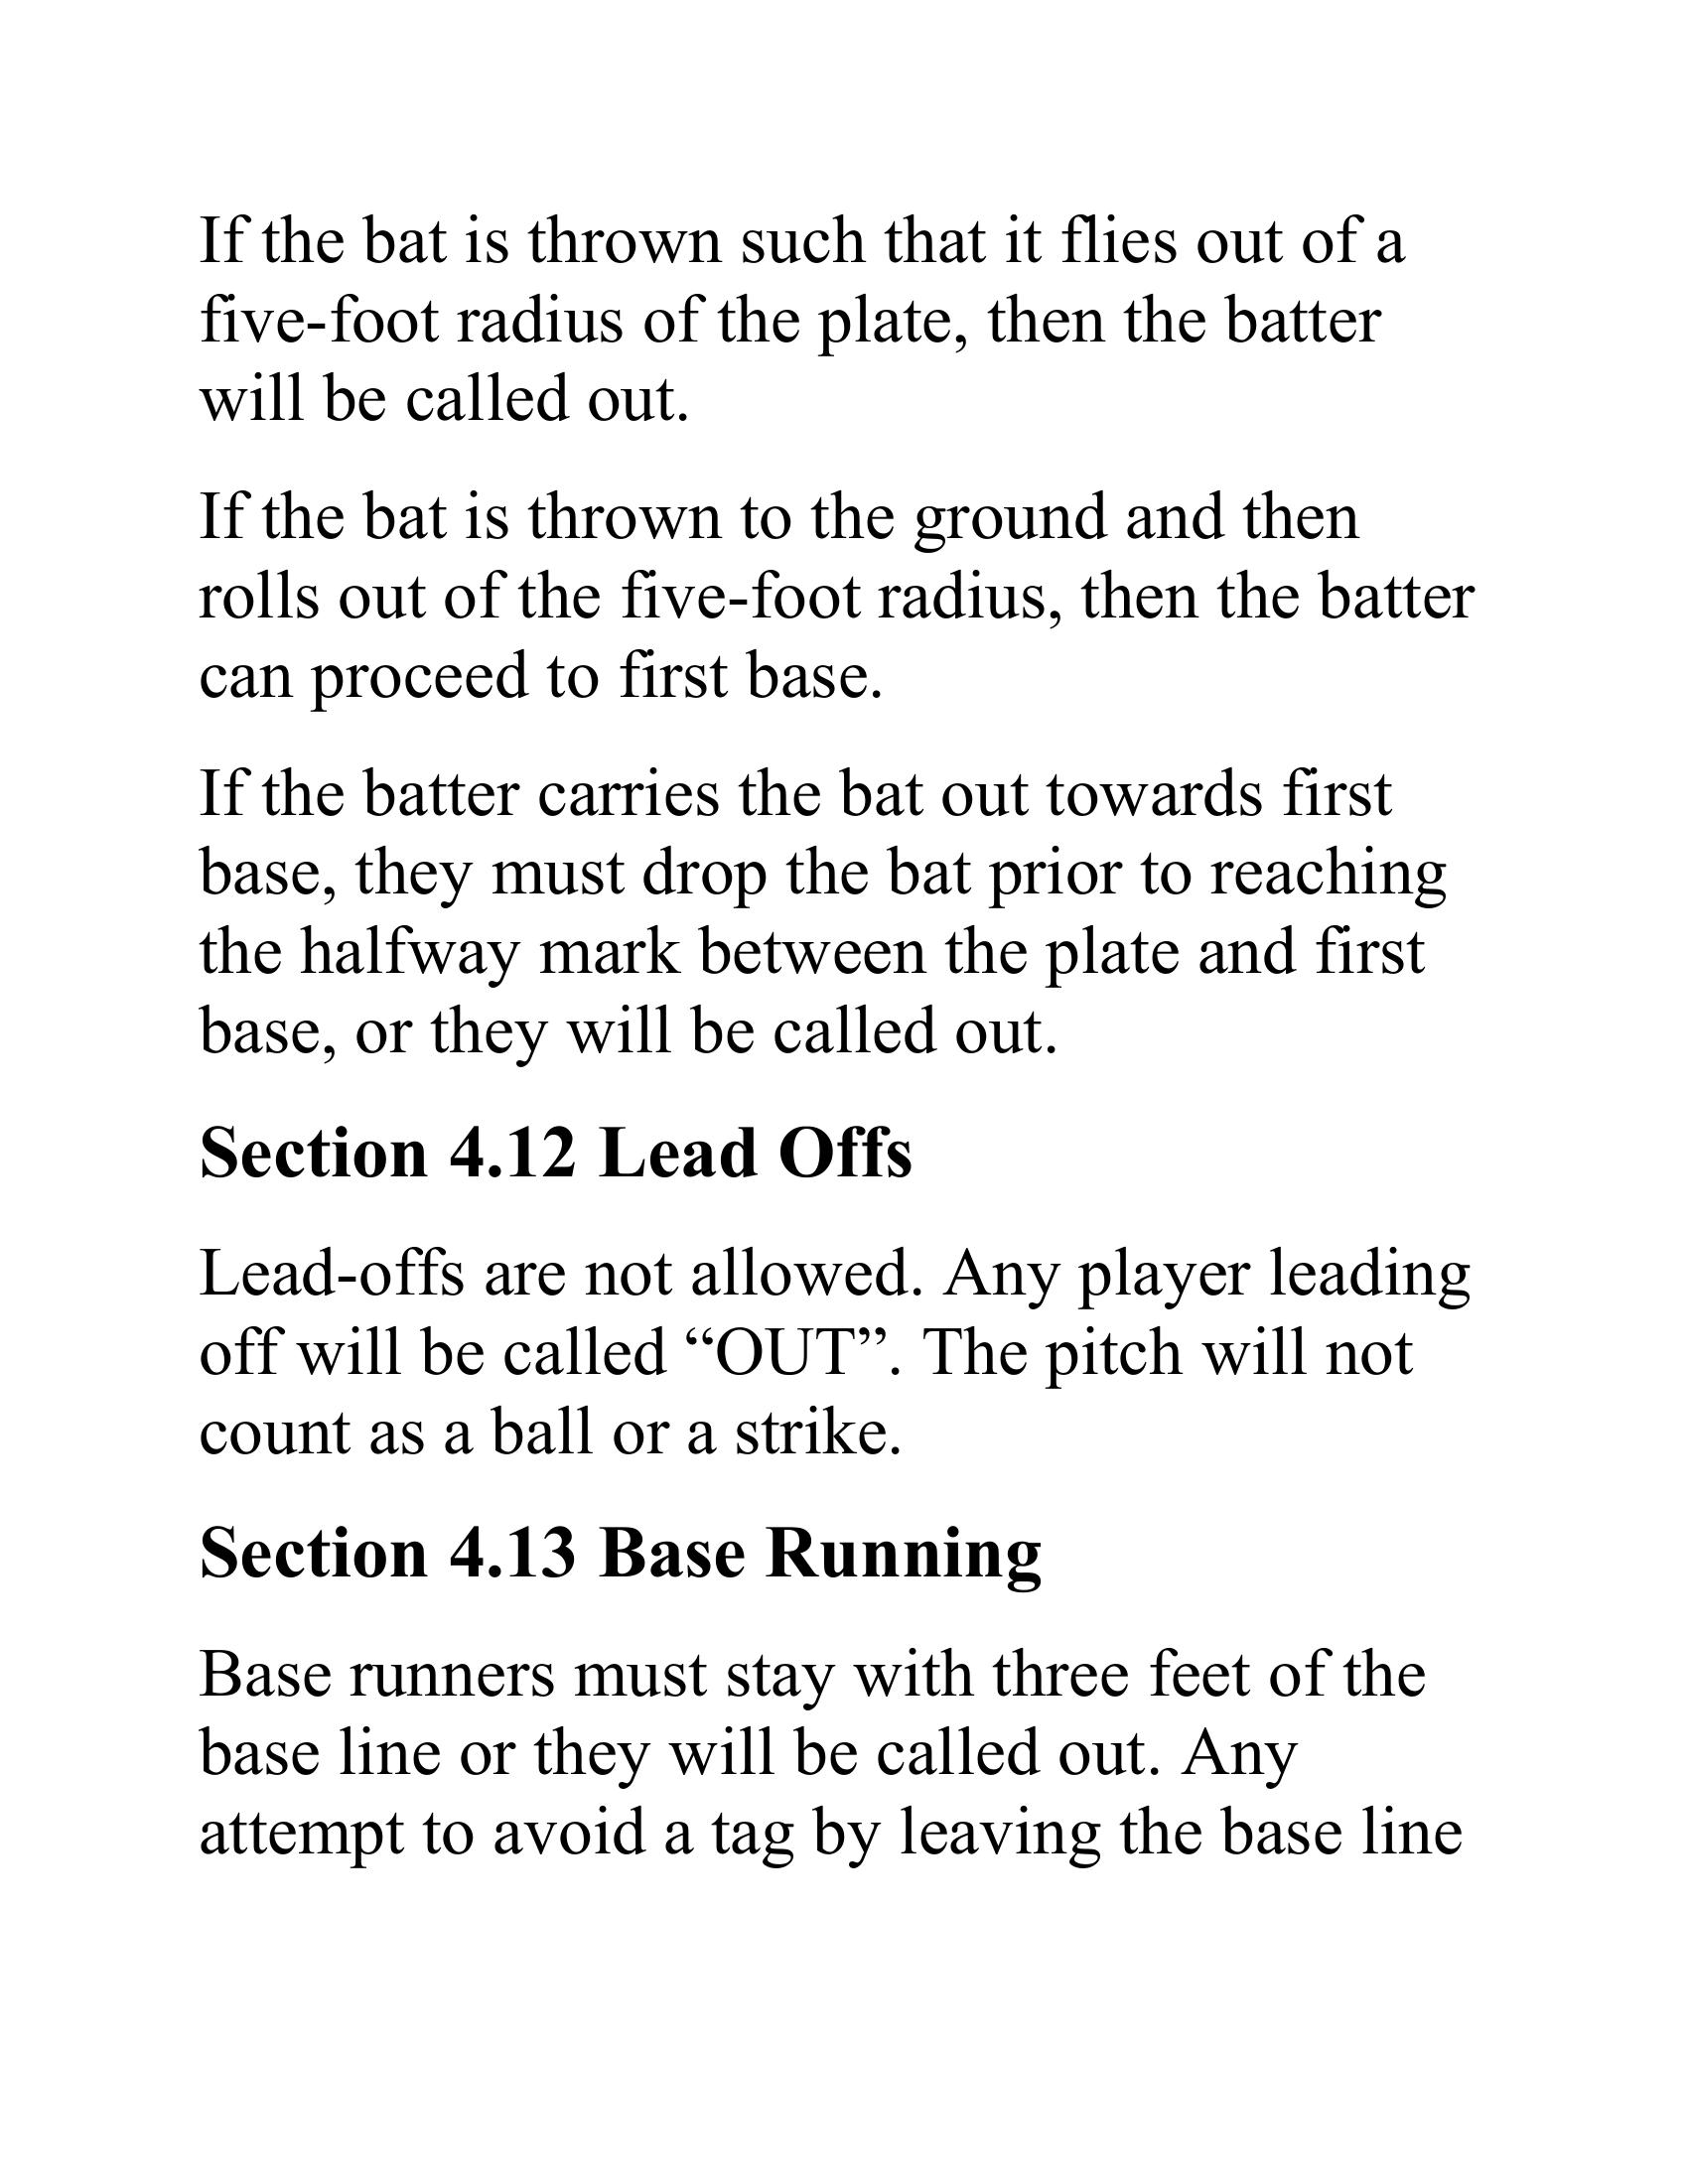 If the bat is thrown such that it flies out of a
five-foot radius of the plate, then the batter
will be called out.
If the bat is thrown to the ground and then
rolls out of the five-foot radius, then the batter
can proceed to first base.
If the batter carries the bat out towards first
base, they must drop the bat prior to reaching
the halfway mark between the plate and first
base, or they will be called out.
Section 4.12 Lead Offs
Lead-offs are not allowed. Any player leading
off will be called “OUT”. The pitch will not
count as a ball or a strike.
Section 4.13 Base Running
Base runners must stay with three feet of the
base line or they will be called out. Any
attempt to avoid a tag by leaving the base line